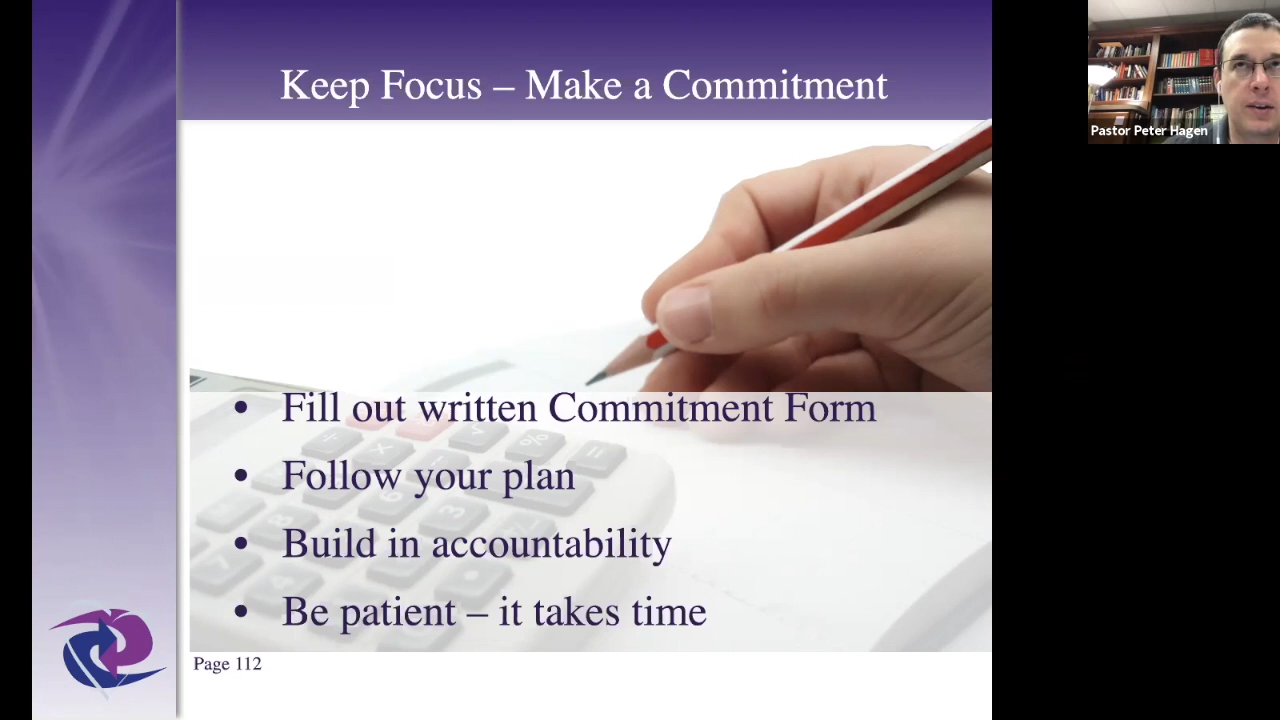 Keep Focus – Make a Commitment
Pastor Peter Hagen
• Fill out written Commitment Form
• Follow your plan
• Build in accountability
• Be patient – it takes time
Page 112